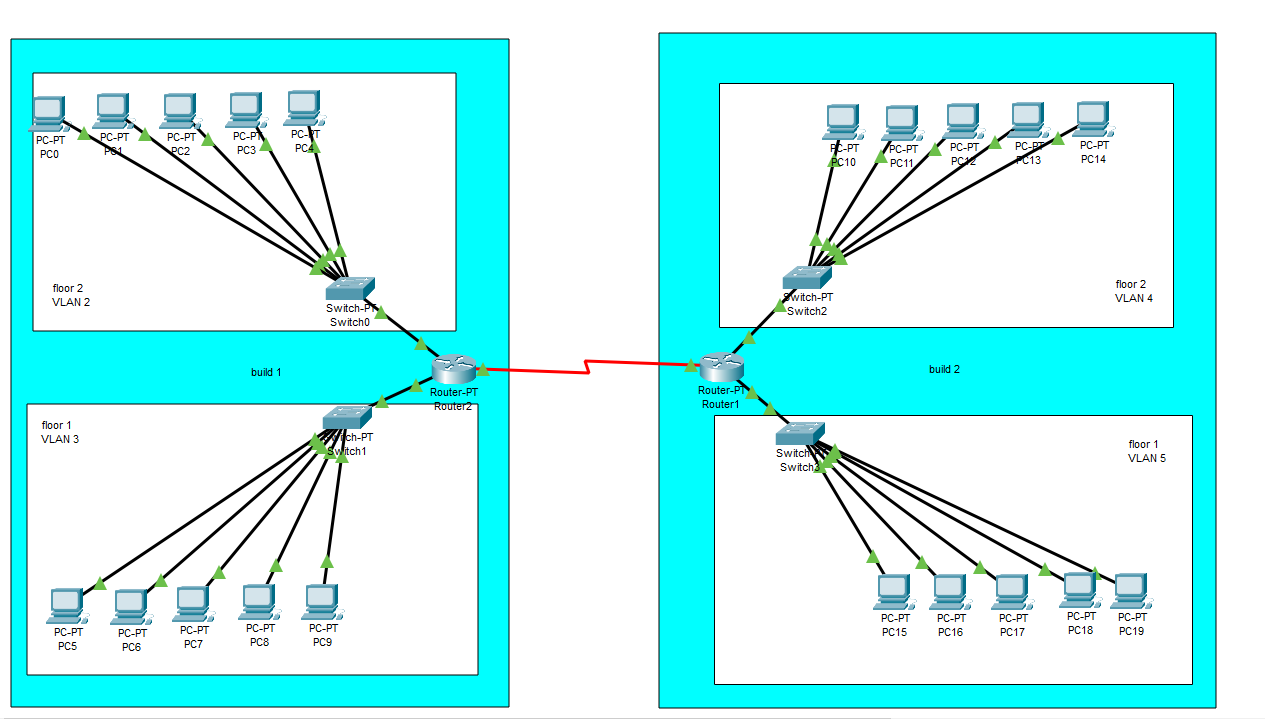 PC-PT
PC0
PC-PT
PC1
PC-PT
PC2
PC-PT
PC3
PC-PT
PC4
floor 2
VLAN 2
Switch-PT
Switch0
build 1
Router-PT
Router2
floor 1
VLAN 3
Switch-PT
Switch1
PC-PT
PC5
PC-PT
PC6
PC-PT
PC7
PC-PT
PC8
PC-PT
PC9
PC-PT
PC10
PC-PT
PC11
PC-PT
PC12
PC-PT
PC13
PC-PT
PC14
floor 2
VLAN 4
Switch-PT
Switch2
build 2
Router-PT
Router1
floor 1
VLAN 5
Switch-PT
Switch3
PC-PT
PC15
PC-PT
PC16
PC-PT
PC17
PC-PT
PC18
PC-PT
PC19